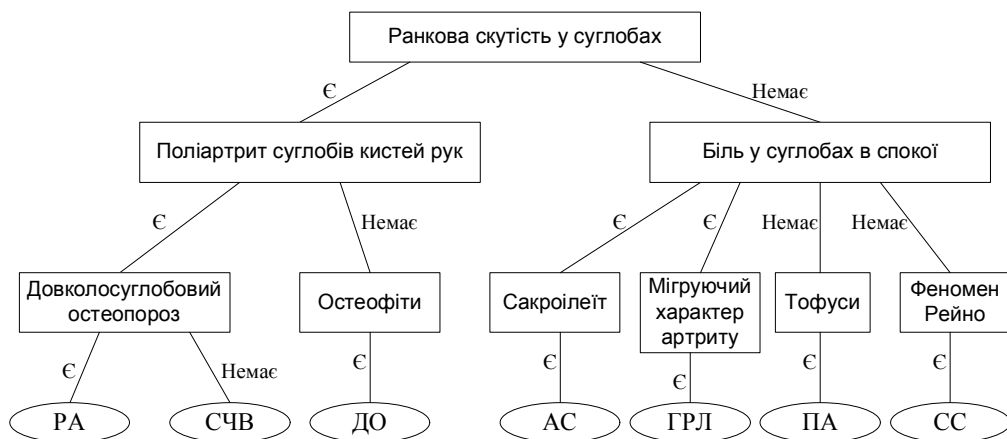 Ранкова скутість у суглобах
Є
Немає
Поліартрит суглобів кистей рук
Біль у суглобах в спокої
Є
Немає
Є
Є
Немає
Немає
Довколосуглобовий
остеопороз
Остеофіти
Сакроілеїт
Мігруючий
характер
артриту
Тофуси
Феномен
Рейно
Є
Немає
Є
Є
Є
Є
Є
РА
СЧВ
ДО
АС
ГРЛ
ПА
СС